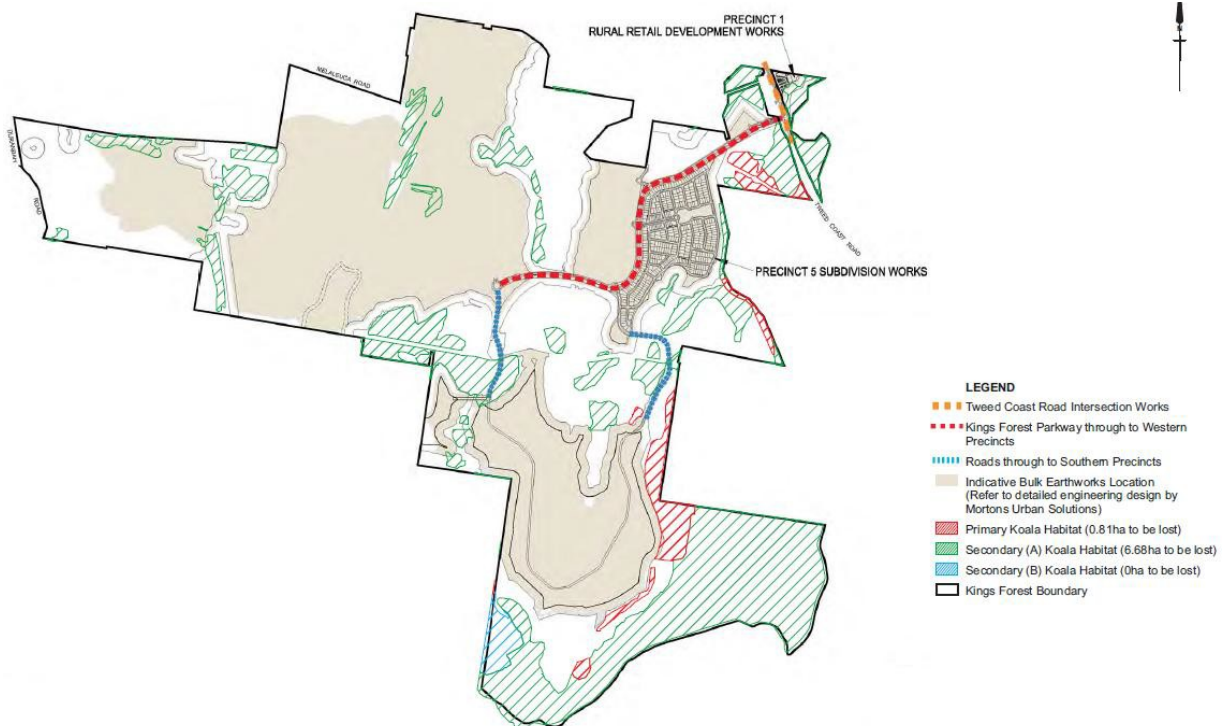 PRECINCT 1
RURAL RETAIL DEVELOPMENT WORKS
N
MELALEUCA ROAD
DURANBAH
ROAD
TWEED COAST ROAD
PRECINCT 5 SUBDIVISION WORKS
LEGEND
Tweed Coast Road Intersection Works
Kings Forest Parkway through to Western
Precincts
Roads through to Southern Precincts
Indicative Bulk Earthworks Location
(Refer to detailed engineering design by
Mortons Urban Solutions)
Primary Koala Habitat (0.81ha to be lost)
Secondary (A) Koala Habitat (6.68ha to be lost)
Secondary (B) Koala Habitat (0ha to be lost)
Kings Forest Boundary